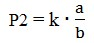 P2 = k · a/b